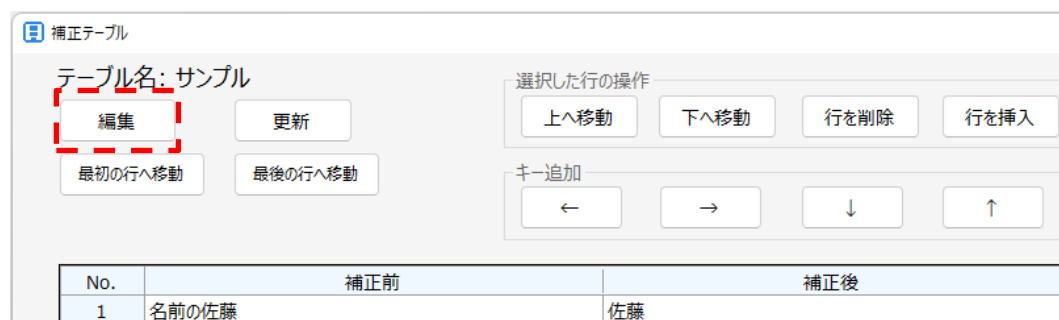 補正テーブル
テーブル名: サンプル
編集
更新
最初の行へ移動
最後の行へ移動
選択した行の操作
上へ移動
下へ移動
行を削除
行を挿入
キー追加
←
→
↓
↑
No. 補正前 補正後
1 名前の佐藤 佐藤